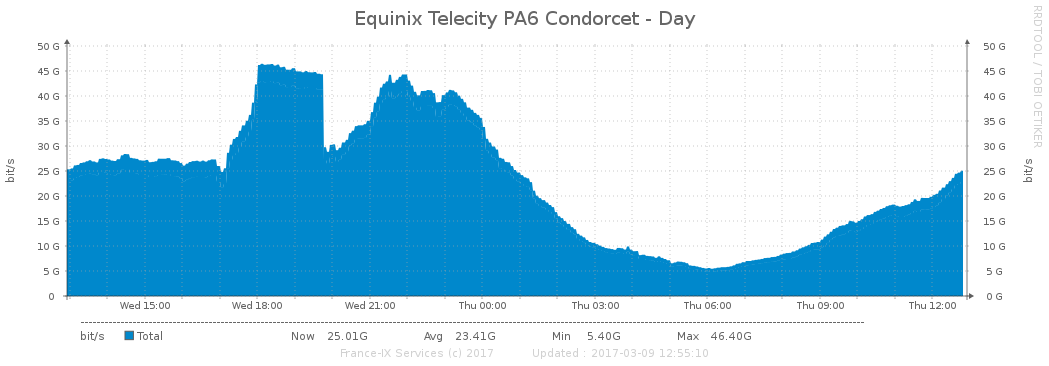 Equinix Telecity PA6 Condorcet - Day
RRDTOOL / TOBI OETIKER
bit/s
50 G 50 G
45 G 45 G
40 G 40 G
35 G 35 G
30 G 30 G
25 G 25 G
20 G 20 G
15 G 15 G
10 G 10 G
5 G 5 G
0 0 G
bit/s
Wed 15:00 Wed 18:00 Wed 21:00 Thu 00:00 Thu 03:00 Thu 06:00 Thu 09:00 Thu 12:00
bit/s Total Now 25.01G Avg 23.41G Min 5.40G Max 46.40G
France-IX Services (c) 2017 Updated : 2017-03-09 12:55:10